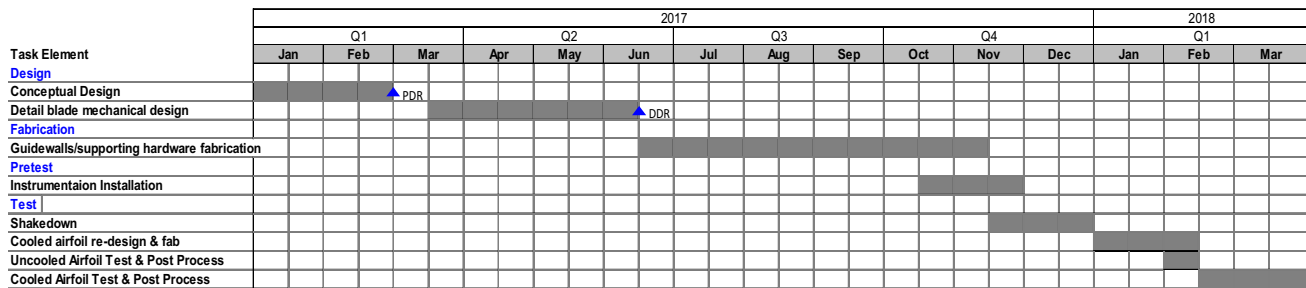 2017 2018
Q1 Q2 Q3 Q4 Q1
Task Element Jan Feb Mar Apr May Jun Jul Aug Sep Oct Nov Dec Jan Feb Mar
Design
Conceptual Design PDR
Detail blade mechanical design DDR
Fabrication
Guidewalls/supporting hardware fabrication
Pretest
Instrumentaion Installation
Test
Shakedown
Cooled airfoil re-design & fab
Uncooled Airfoil Test & Post Process
Cooled Airfoil Test & Post Process